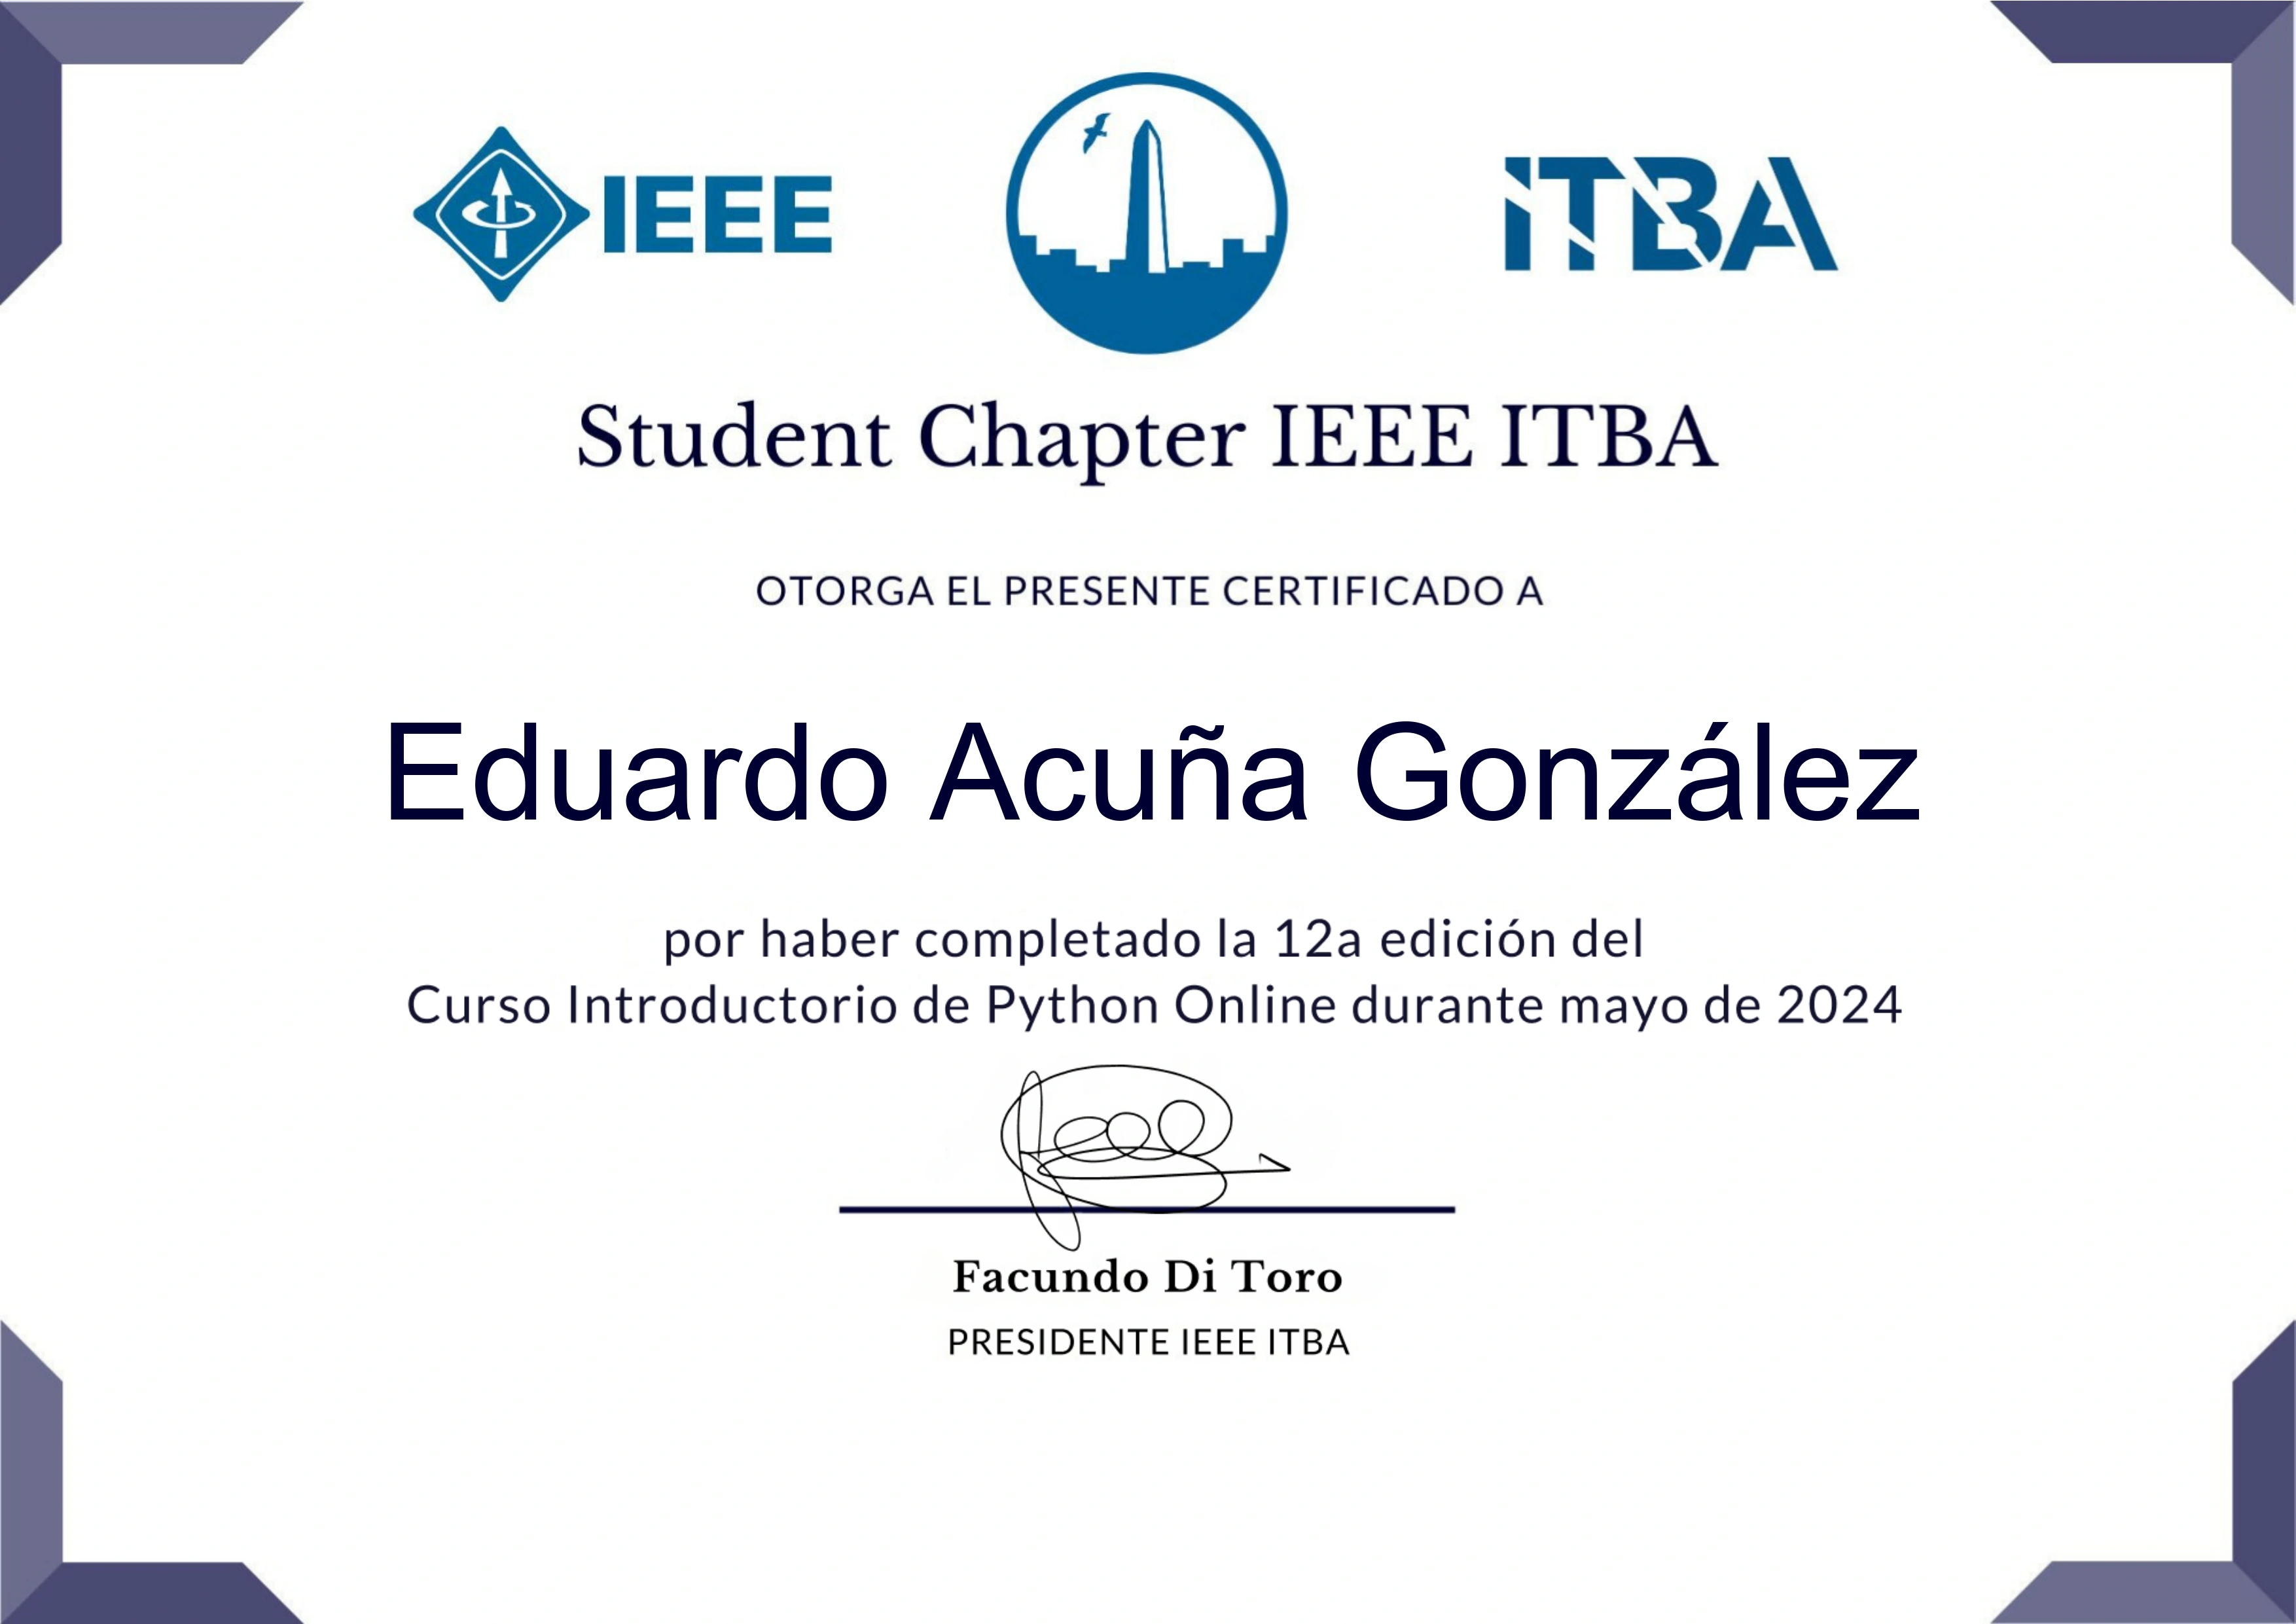 IEEE
ITBA
Student Chapter IEEE ITBA
OTORGA EL PRESENTE CERTIFICADO A
Eduardo Acuña González
por haber completado la 12a edición del
Curso Introductorio de Python Online durante mayo de 2024
Facundo Di Toro
PRESIDENTE IEEE ITBA